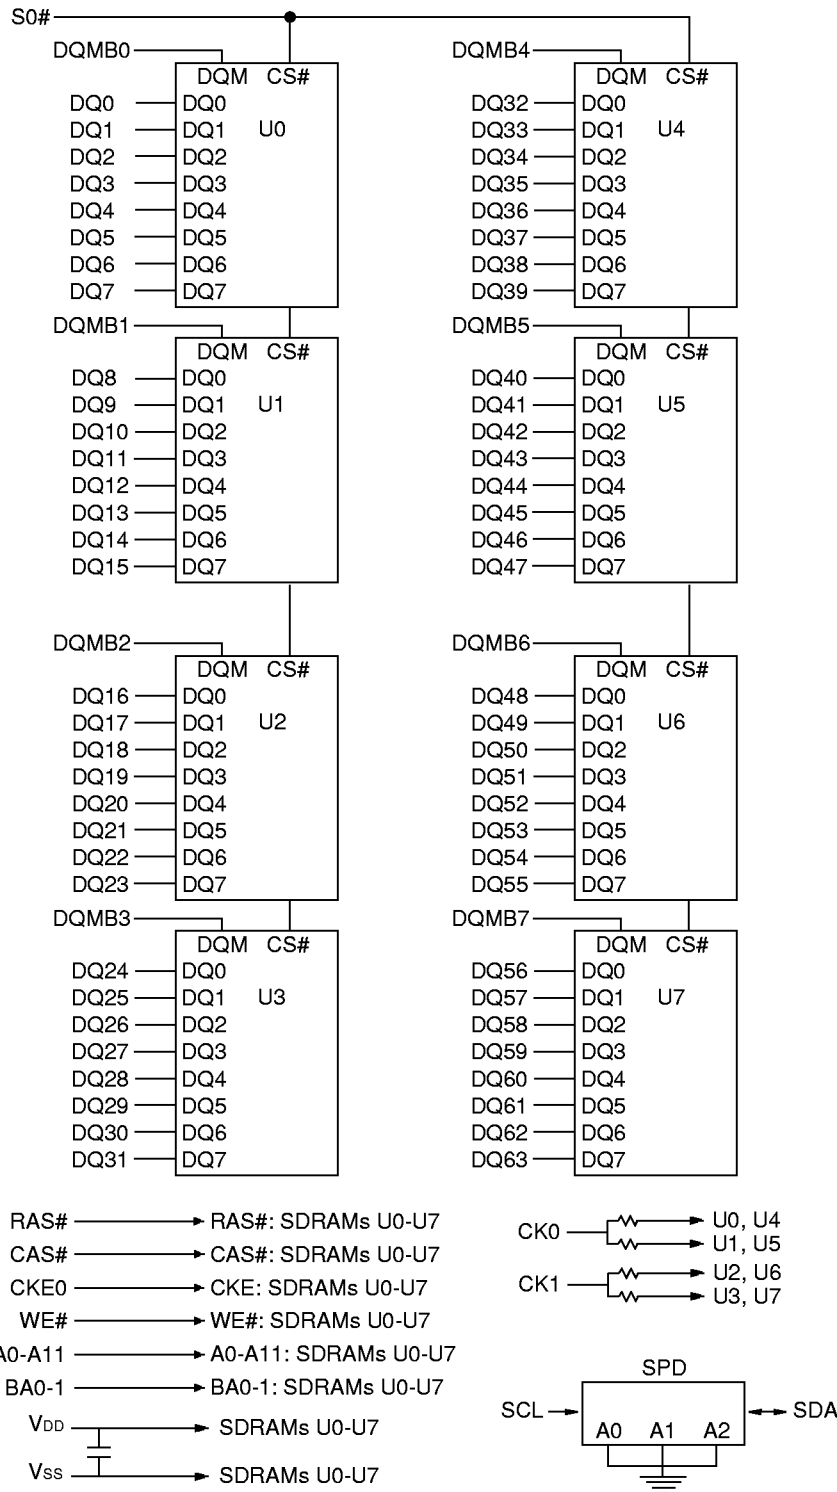 S0#
DQMB0
DQM CS#
DQ0 DQ0
DQ1 DQ1 U0
DQ2 DQ2
DQ3 DQ3
DQ4 DQ4
DQ5 DQ5
DQ6 DQ6
DQ7 DQ7
DQMB1
DQM CS#
DQ8 DQ0
DQ9 DQ1 U1
DQ10 DQ2
DQ11 DQ3
DQ12 DQ4
DQ13 DQ5
DQ14 DQ6
DQ15 DQ7
DQMB2
DQM CS#
DQ16 DQ0
DQ17 DQ1 U2
DQ18 DQ2
DQ19 DQ3
DQ20 DQ4
DQ21 DQ5
DQ22 DQ6
DQ23 DQ7
DQMB3
DQM CS#
DQ24 DQ0
DQ25 DQ1 U3
DQ26 DQ2
DQ27 DQ3
DQ28 DQ4
DQ29 DQ5
DQ30 DQ6
DQ31 DQ7
DQMB4
DQM CS#
DQ32 DQ0
DQ33 DQ1 U4
DQ34 DQ2
DQ35 DQ3
DQ36 DQ4
DQ37 DQ5
DQ38 DQ6
DQ39 DQ7
DQMB5
DQM CS#
DQ40 DQ0
DQ41 DQ1 U5
DQ42 DQ2
DQ43 DQ3
DQ44 DQ4
DQ45 DQ5
DQ46 DQ6
DQ47 DQ7
DQMB6
DQM CS#
DQ48 DQ0
DQ49 DQ1 U6
DQ50 DQ2
DQ51 DQ3
DQ52 DQ4
DQ53 DQ5
DQ54 DQ6
DQ55 DQ7
DQMB7
DQM CS#
DQ56 DQ0
DQ57 DQ1 U7
DQ58 DQ2
DQ59 DQ3
DQ60 DQ4
DQ61 DQ5
DQ62 DQ6
DQ63 DQ7
RAS# RAS#: SDRAMs U0-U7
CAS# CAS#: SDRAMs U0-U7
CKE0 CKE: SDRAMs U0-U7
WE# WE#: SDRAMs U0-U7
A0-A11 A0-A11: SDRAMs U0-U7
BA0-1 BA0-1: SDRAMs U0-U7
VDD SDRAMs U0-U7
VSS SDRAMs U0-U7
CK0
U0, U4
U1, U5
CK1
U2, U6
U3, U7
SPD
SCL SDA
A0 A1 A2